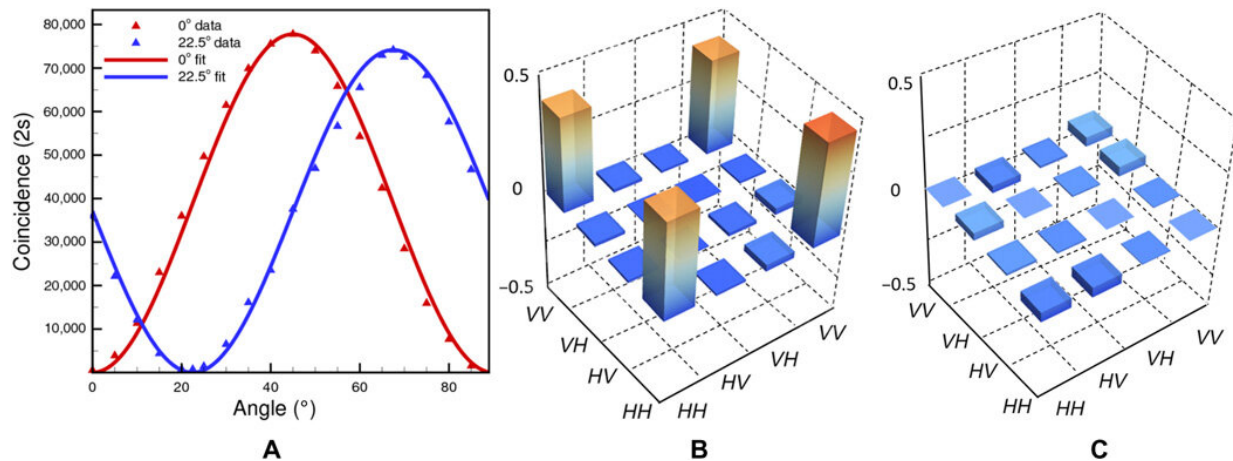 80,000
70,000
60,000
50,000
40,000
30,000
20,000
10,000
Coincidence (2s)
0° data
22.5° data
0° fit
22.5° fit
0
20
40
60
80
Angle (°)
A
0.5
0
−0.5
VV
VH
HV
HH
HH
HV
VH
VV
B
0.5
0
−0.5
VV
VH
HV
HH
HH
HV
VH
VV
C